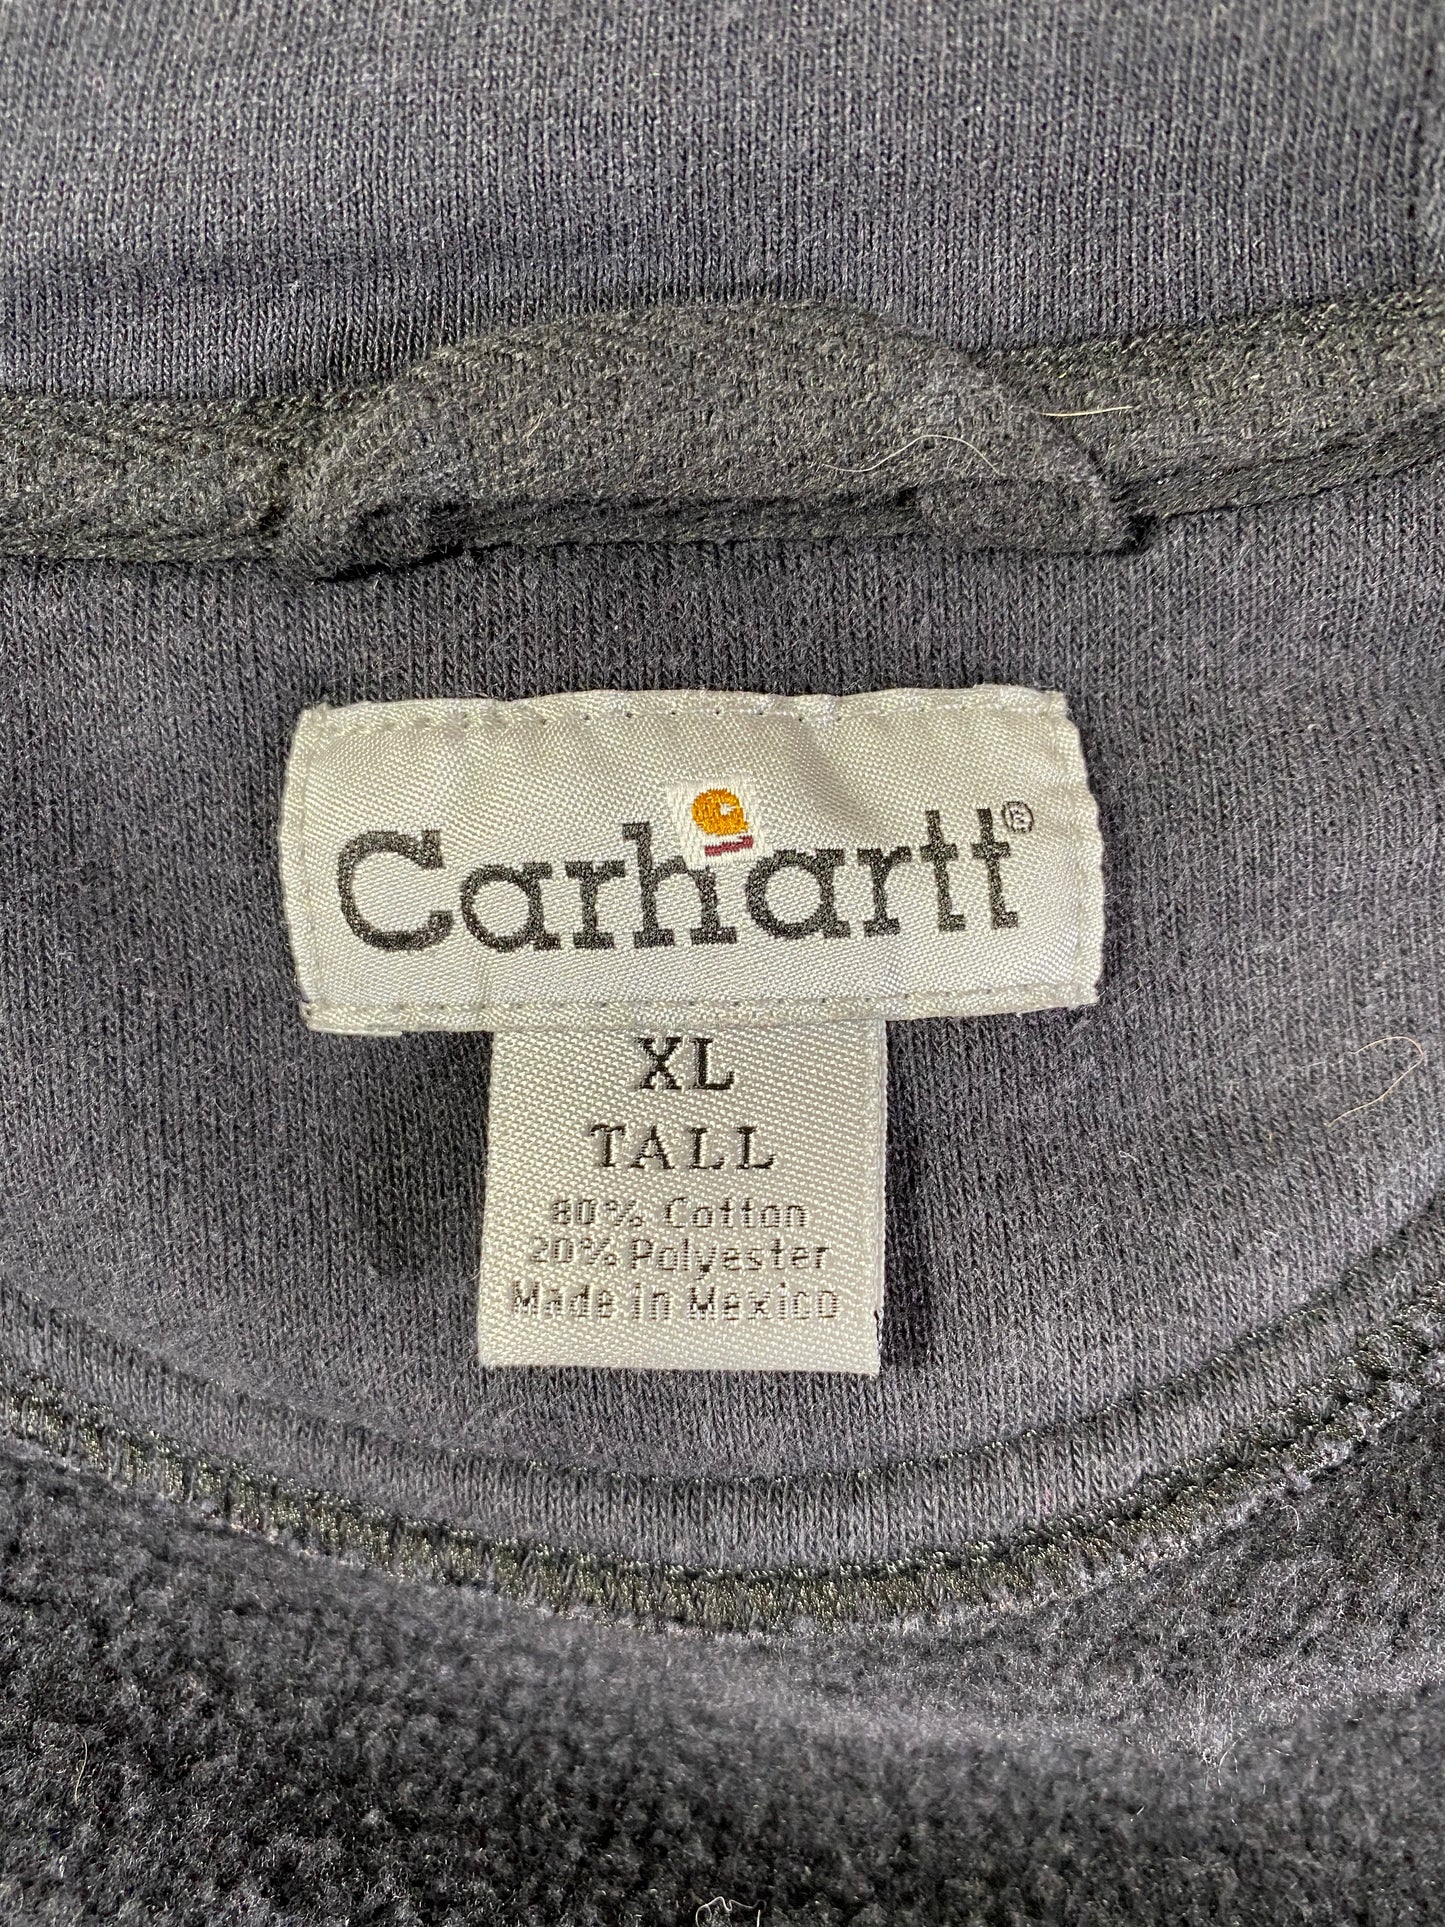 Carhartt®
XL
TALL
80% Cotton
20% Polyester
Made in Mexico